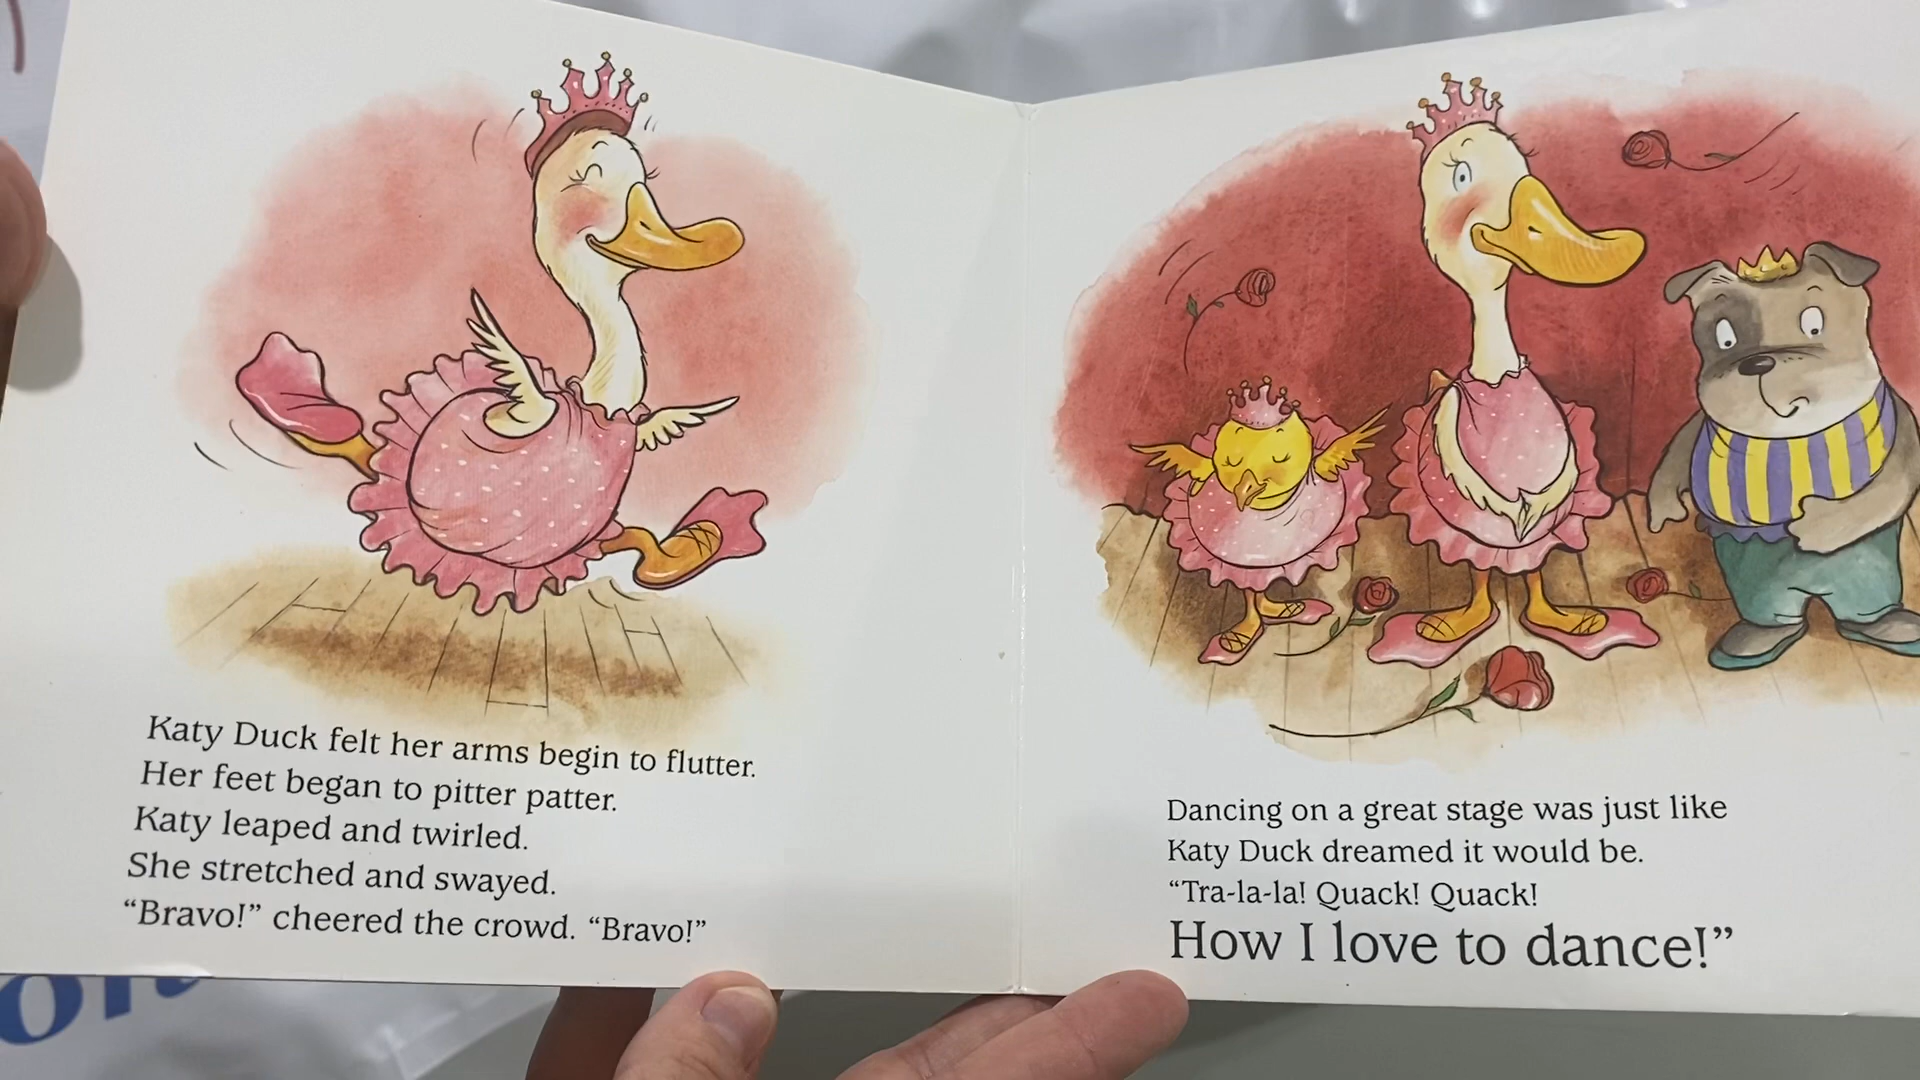 Katy Duck felt her arms begin to flutter.
Her feet began to pitter patter.
Katy leaped and twirled.
She stretched and swayed.
“Bravo!” cheered the crowd. “Bravo!”
Dancing on a great stage was just like
Katy Duck dreamed it would be.
“Tra-la-la! Quack! Quack!
How I love to dance!”